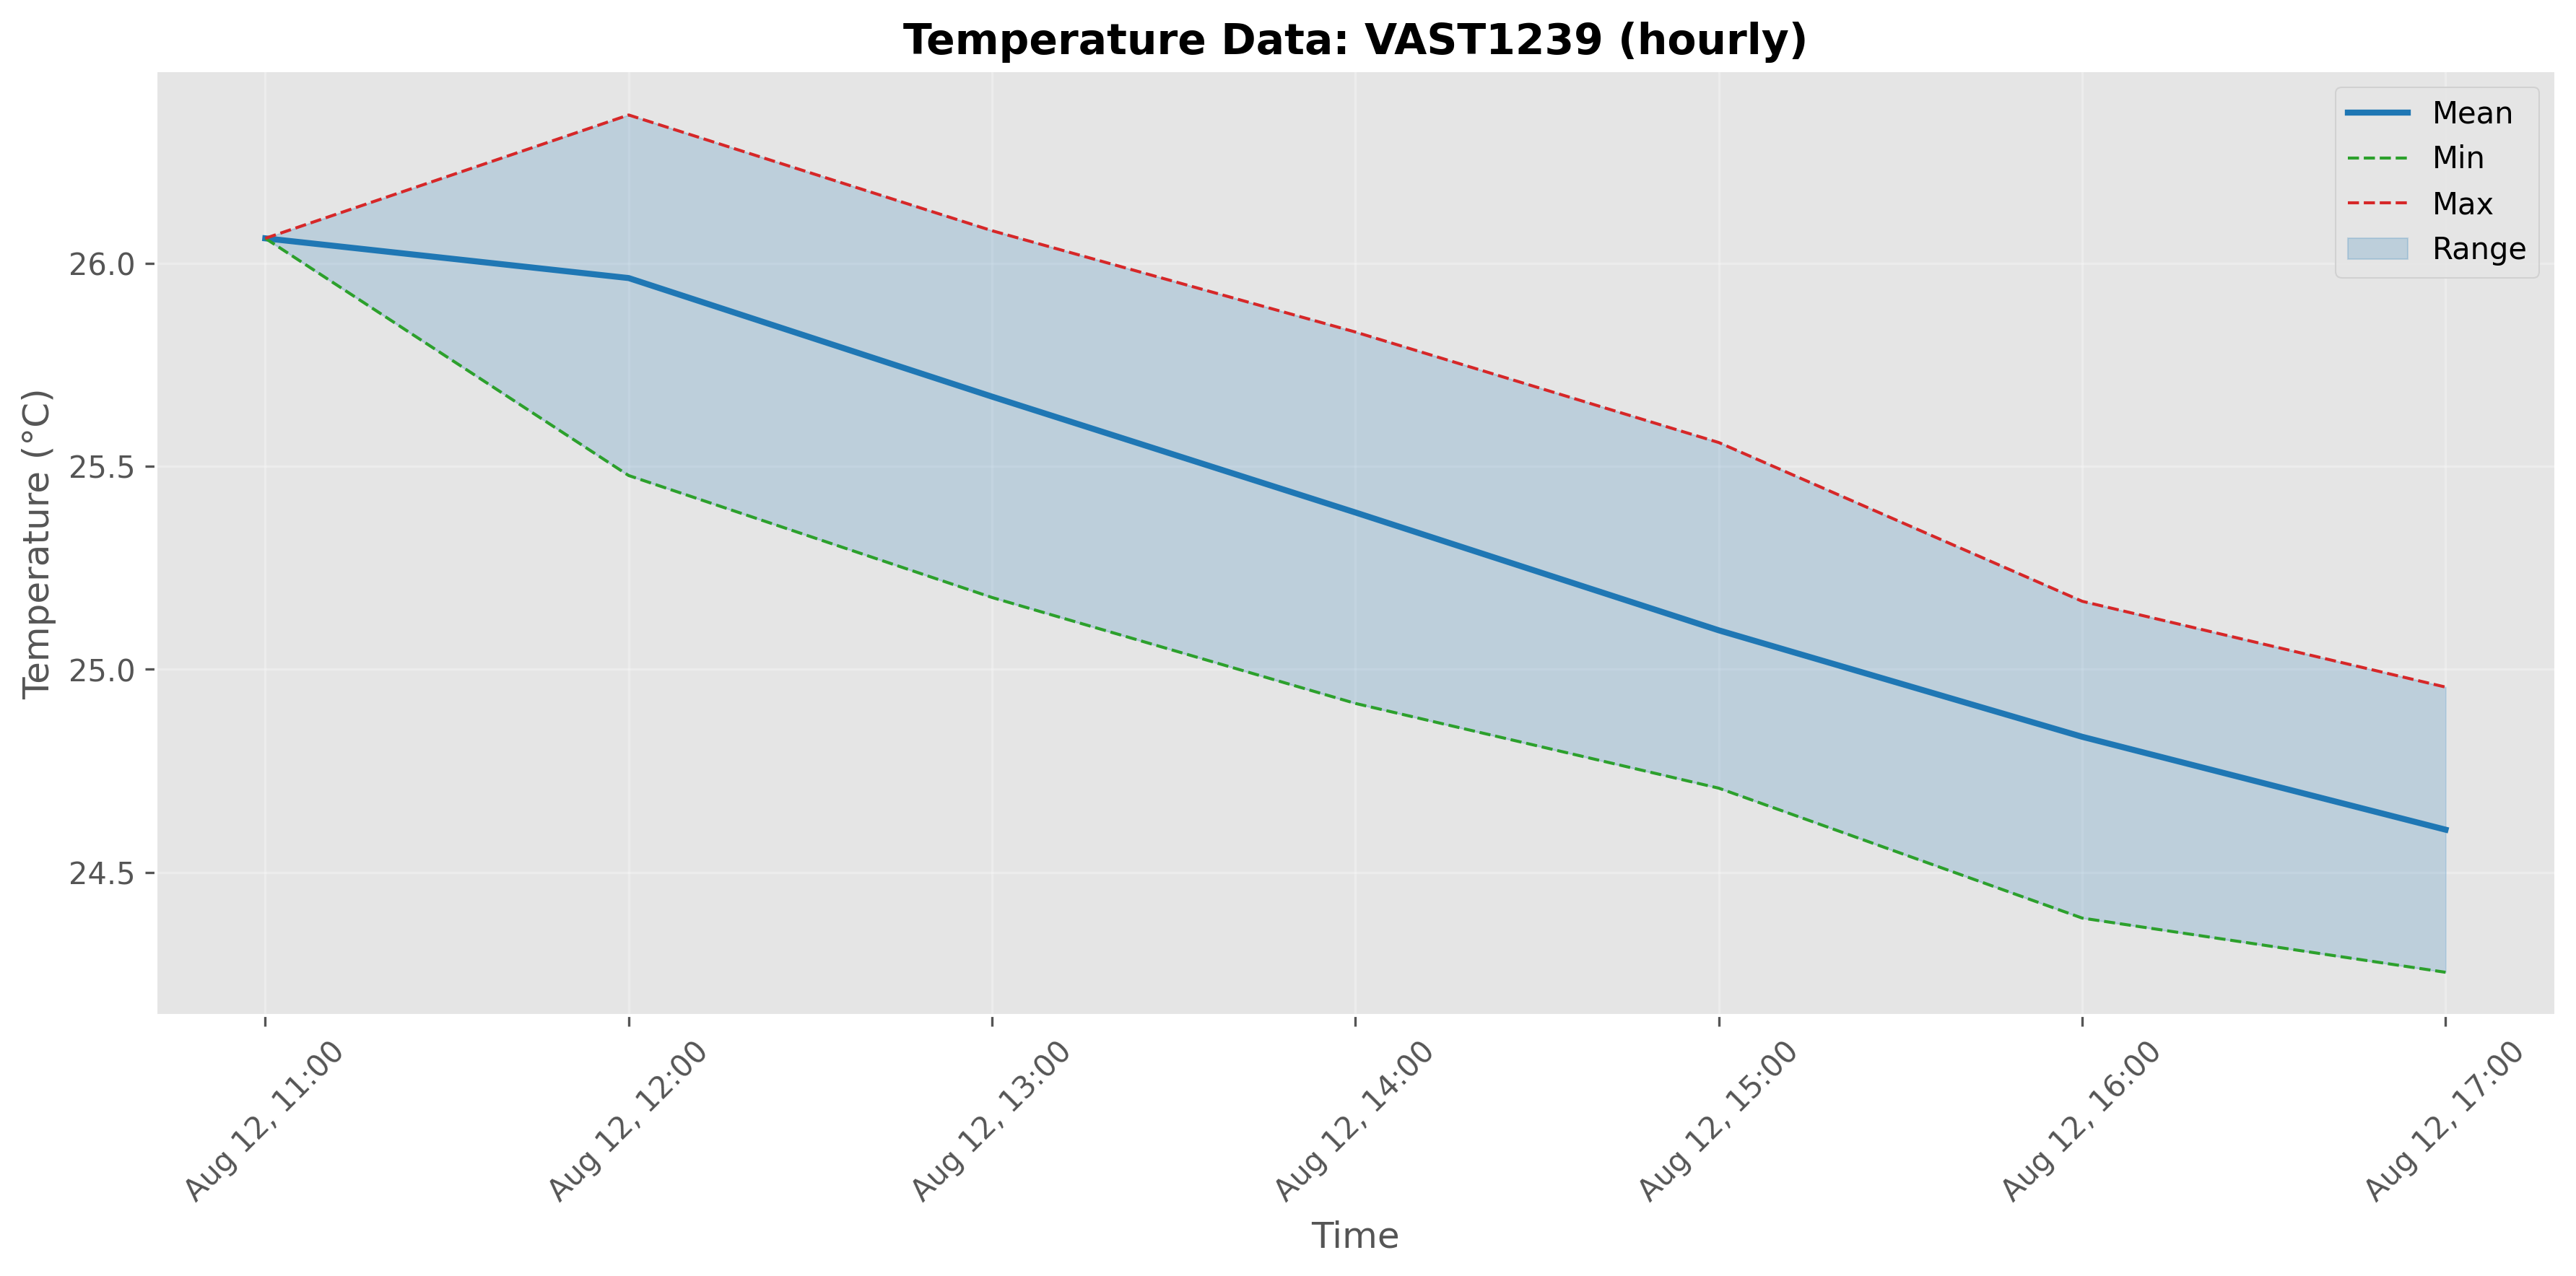 Temperature Data: VAST1239 (hourly)
Mean
Min
Max
Range
Temperature (°C)
26.0
25.5
25.0
24.5
Aug 12, 11:00
Aug 12, 12:00
Aug 12, 13:00
Aug 12, 14:00
Aug 12, 15:00
Aug 12, 16:00
Aug 12, 17:00
Time